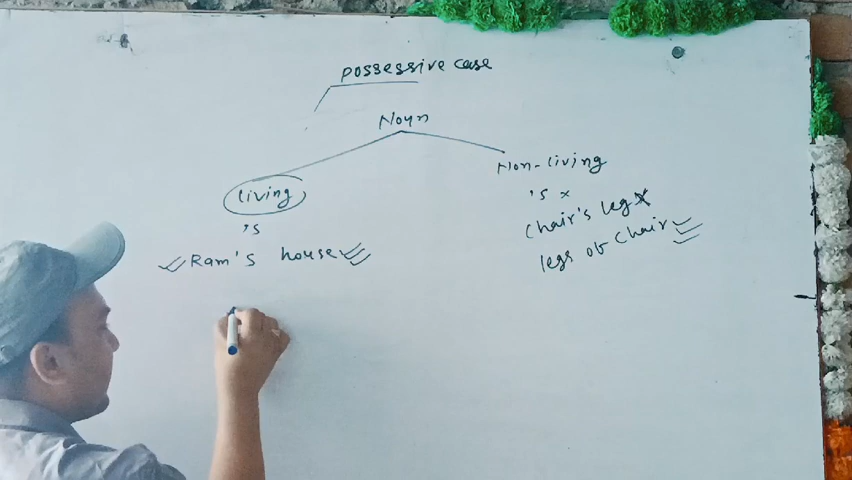 possessive case
Noun
living
's
Ram's house
Non-living
's ×
Chair's leg ×
legs of Chair